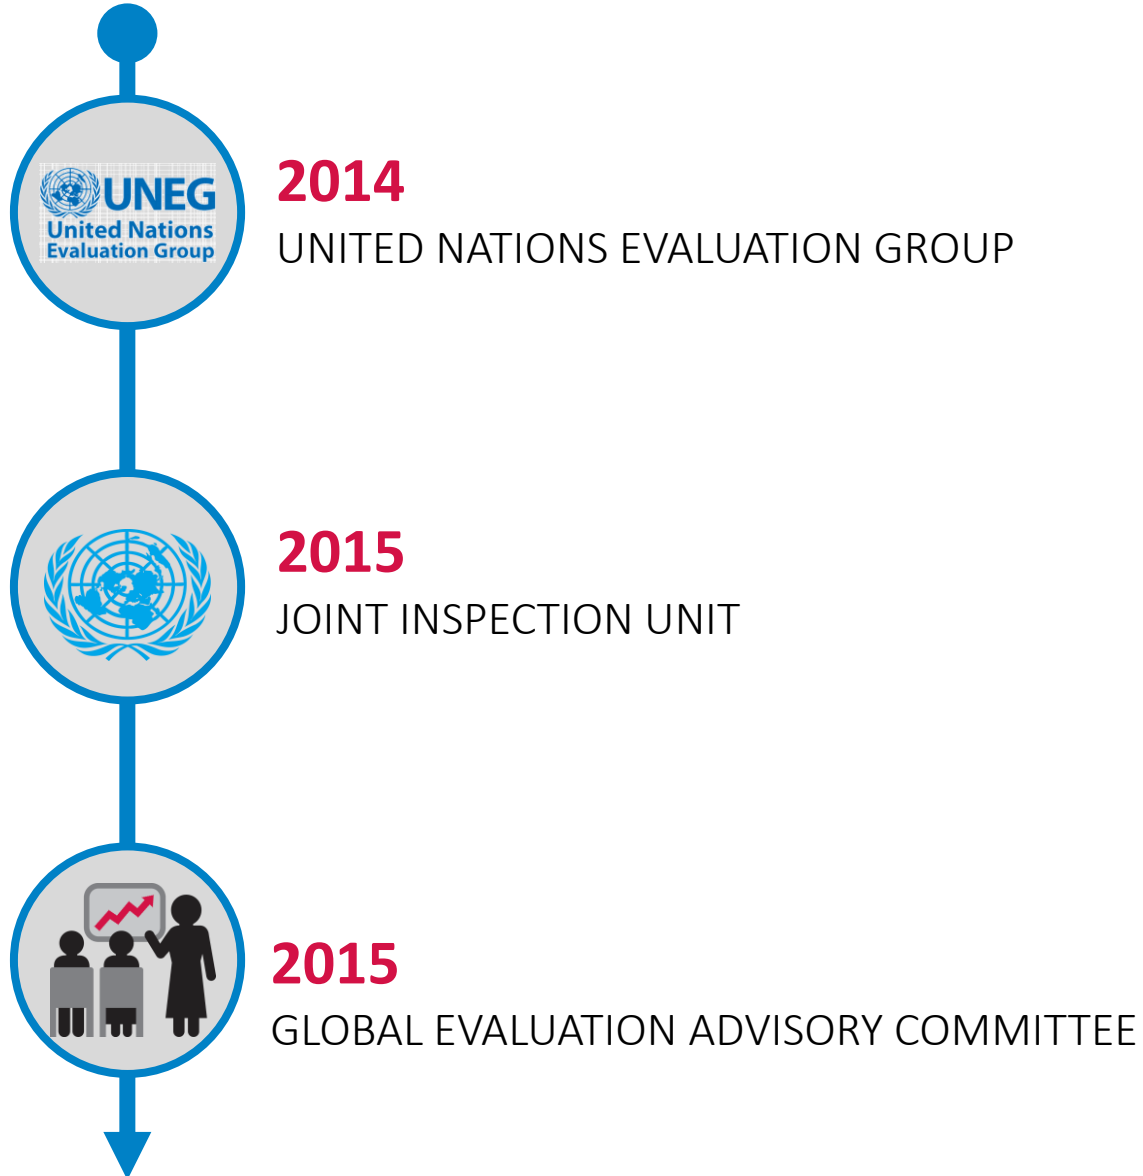 UNEG
United Nations
Evaluation Group
2014
UNITED NATIONS EVALUATION GROUP
2015
JOINT INSPECTION UNIT
2015
GLOBAL EVALUATION ADVISORY COMMITTEE